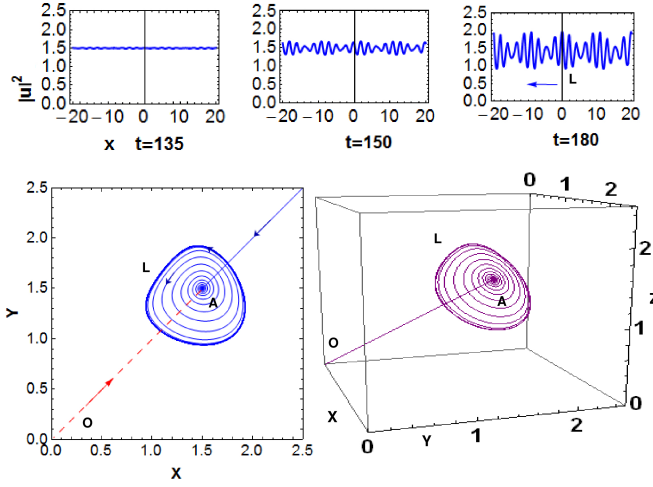 2.5 2.5 2.5
2.0 2.0 2.0
1.5 1.5 1.5
1.0 1.0 1.0
0.5 0.5 0.5
0.0 0.0 0.0
|u|²
L
−20 −10 0 10 20 −20 −10 0 10 20 −20 −10 0 10 20
x t=135 t=150 t=180
2.5
2.0
1.5
1.0
0.5
0.0
Y
L
A
O
0.0 0.5 1.0 1.5 2.0 2.5
X
0 1 2
L
A
O
2
1
0
Z
X
0 Y 1 2